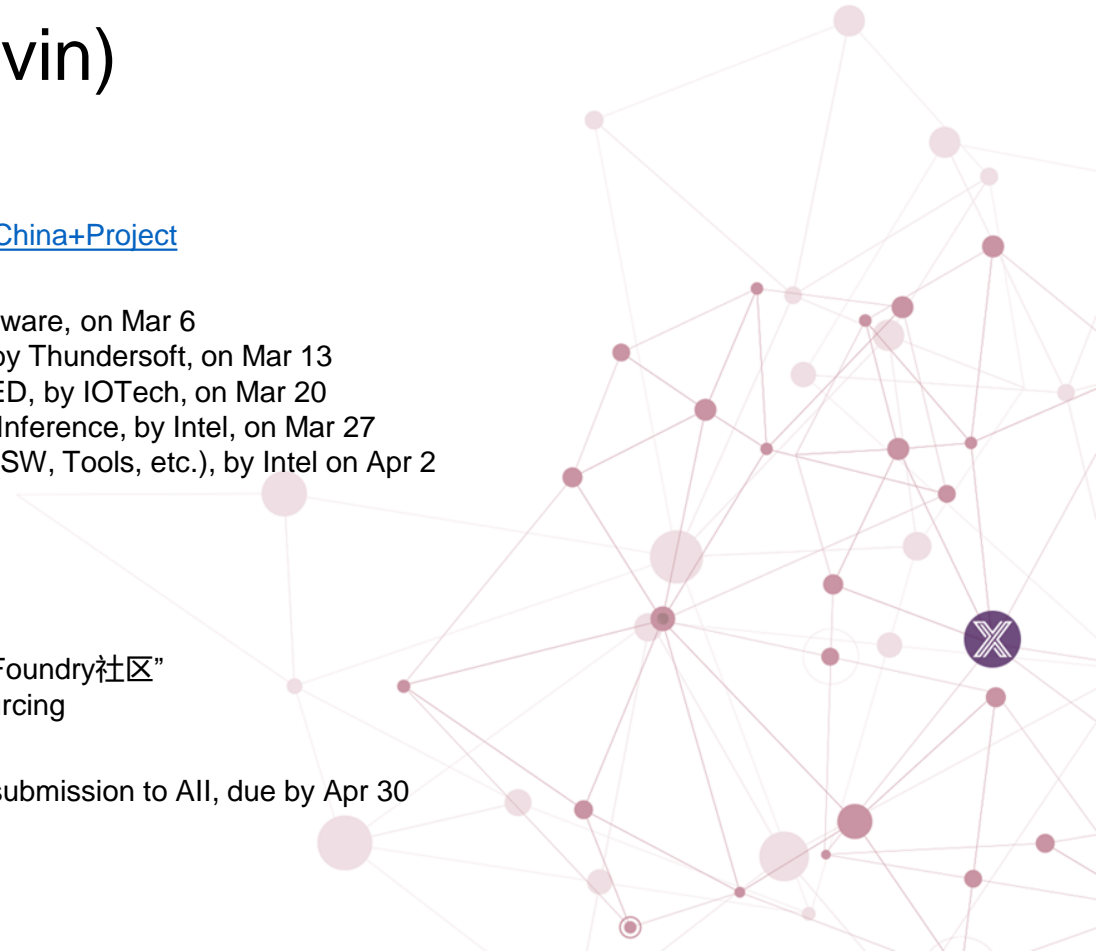 vin)
China+Project
ware, on Mar 6
by Thundersoft, on Mar 13
ED, by IOTech, on Mar 20
Inference, by Intel, on Mar 27
SW, Tools, etc.), by Intel on Apr 2
Foundry社区”
rcing
submission to AII, due by Apr 30